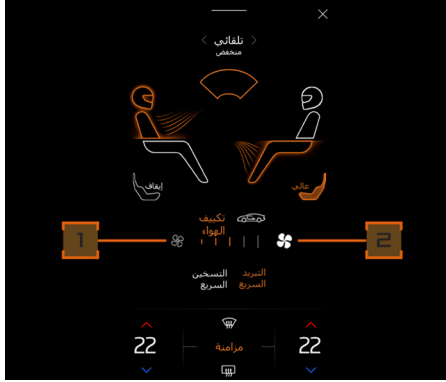 تلقائي
منخفض
إيقاف
عالي
تكييف
الهواء
1
2
التبريد
السريع
التسخين
السريع
22
مزامنة
22